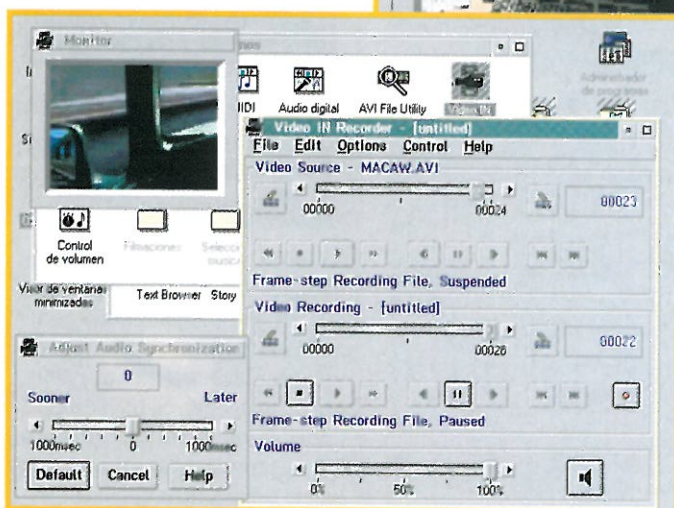 Monitor
Audio digital
AVI File Utility
Video IN
Administrador
de programas
Video IN Recorder - [untitled]
File Edit Options Control Help
Video Source - MACAW.AVI
00000
00024
00023
Frame-step Recording File, Suspended
Video Recording - [untitled]
00000
00026
00022
Frame-step Recording File, Paused
Volume
0% 50% 100%
Control
de volumen
Filmaciones
Visor de ventanas
minimizadas
Text Browser Story
Adjust Audio Synchronization
0
Sooner Later
1000msec 0 1000msec
Default Cancel Help